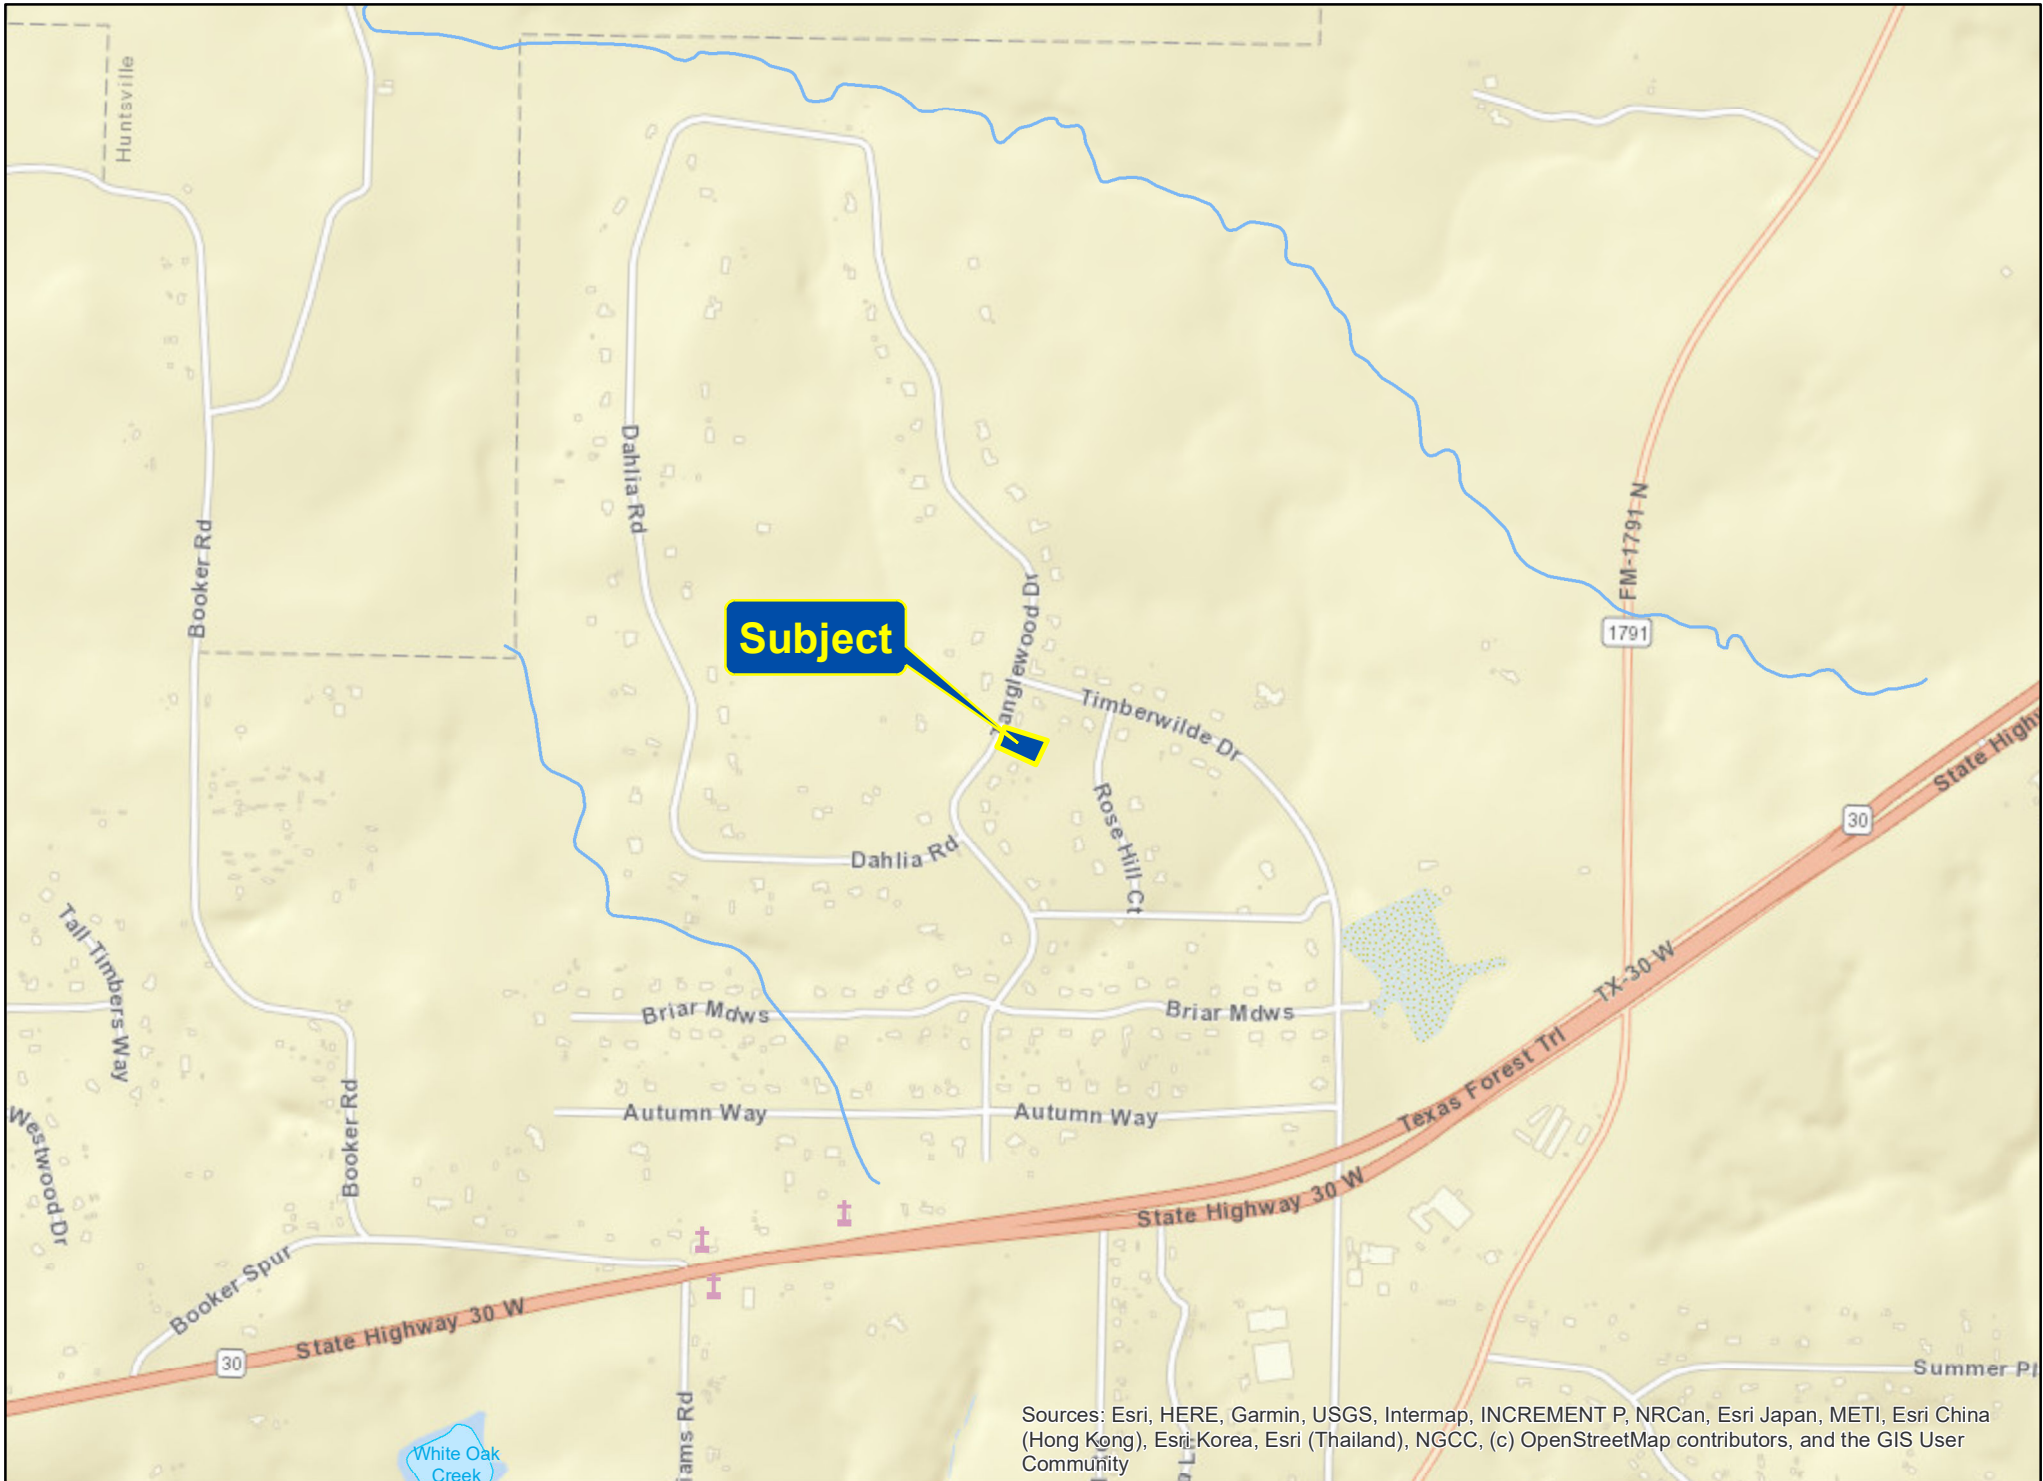 Huntsville
Dahlia Rd
FM-1791 N
Booker Rd
Tanglewood Dr
Subject
1791
Timberwilde Dr
State High
30
Rose Hill Ct
Dahlia Rd
Tall Timbers Way
TX-30 W
Briar Mdws
Briar Mdws
Texas Forest Trl
Autumn Way
Autumn Way
Booker Rd
Westwood Dr
State Highway 30 W
Booker Spur
State Highway 30 W
30
Summer Pl
iams Rd
White Oak
Creek
Sources: Esri, HERE, Garmin, USGS, Intermap, INCREMENT P, NRCan, Esri Japan, METI, Esri China
(Hong Kong), Esri Korea, Esri (Thailand), NGCC, (c) OpenStreetMap contributors, and the GIS User
Community